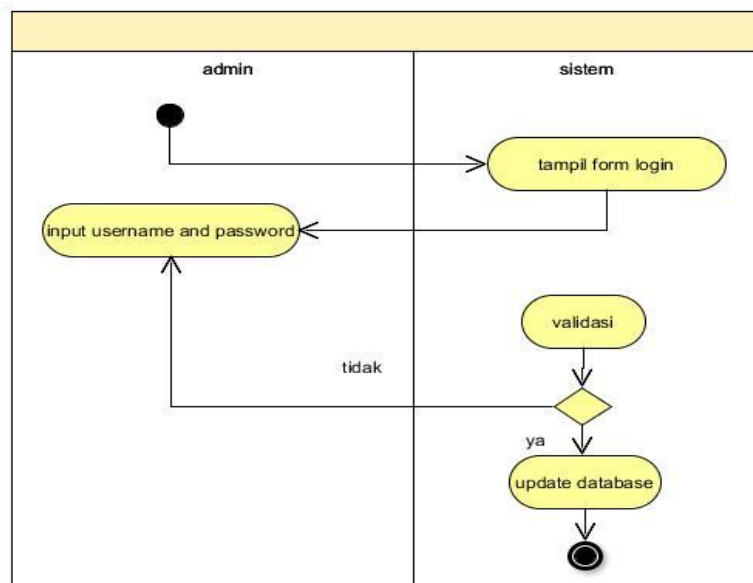 admin
sistem
tampil form login
input username and password
validasi
tidak
ya
update database